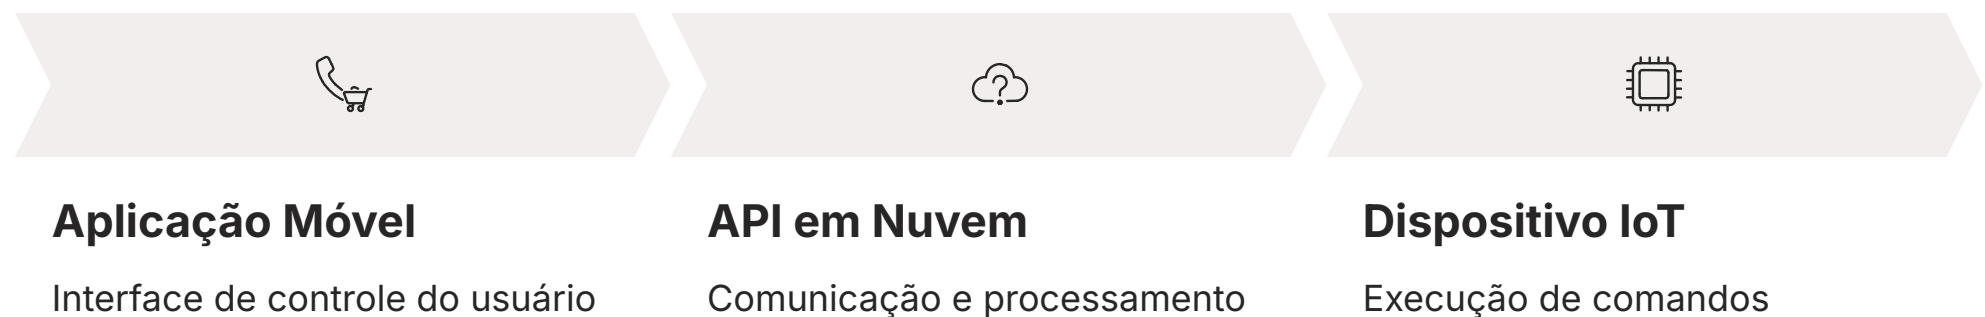 Aplicação Móvel
Interface de controle do usuário
API em Nuvem
Comunicação e processamento
Dispositivo IoT
Execução de comandos